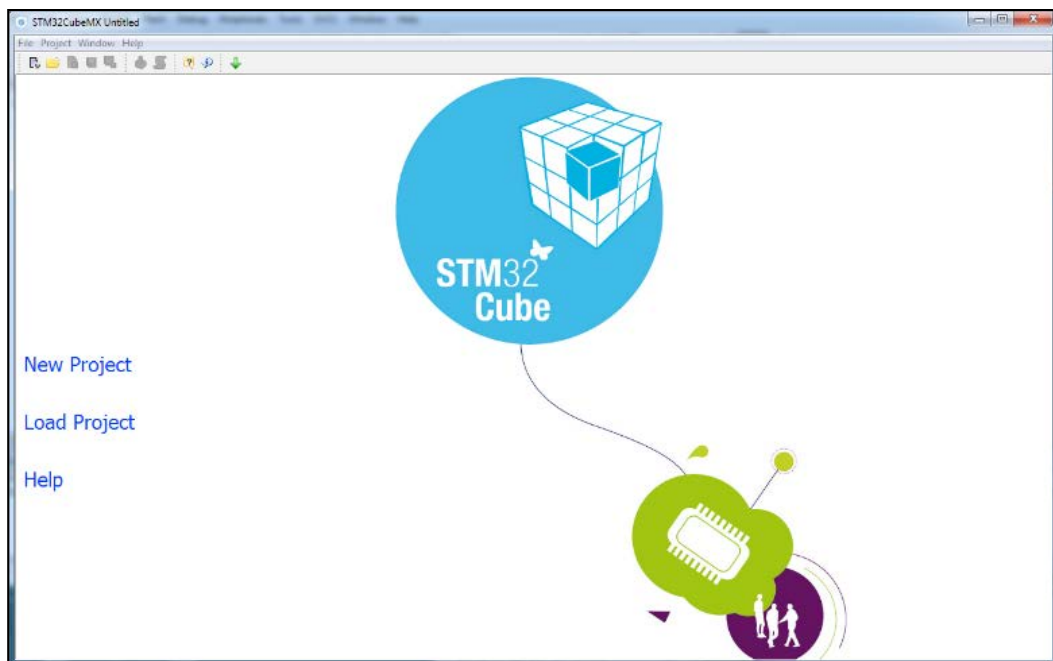 STM32CubeMX Untitled
File Project Window Help
STM32
Cube
New Project
Load Project
Help